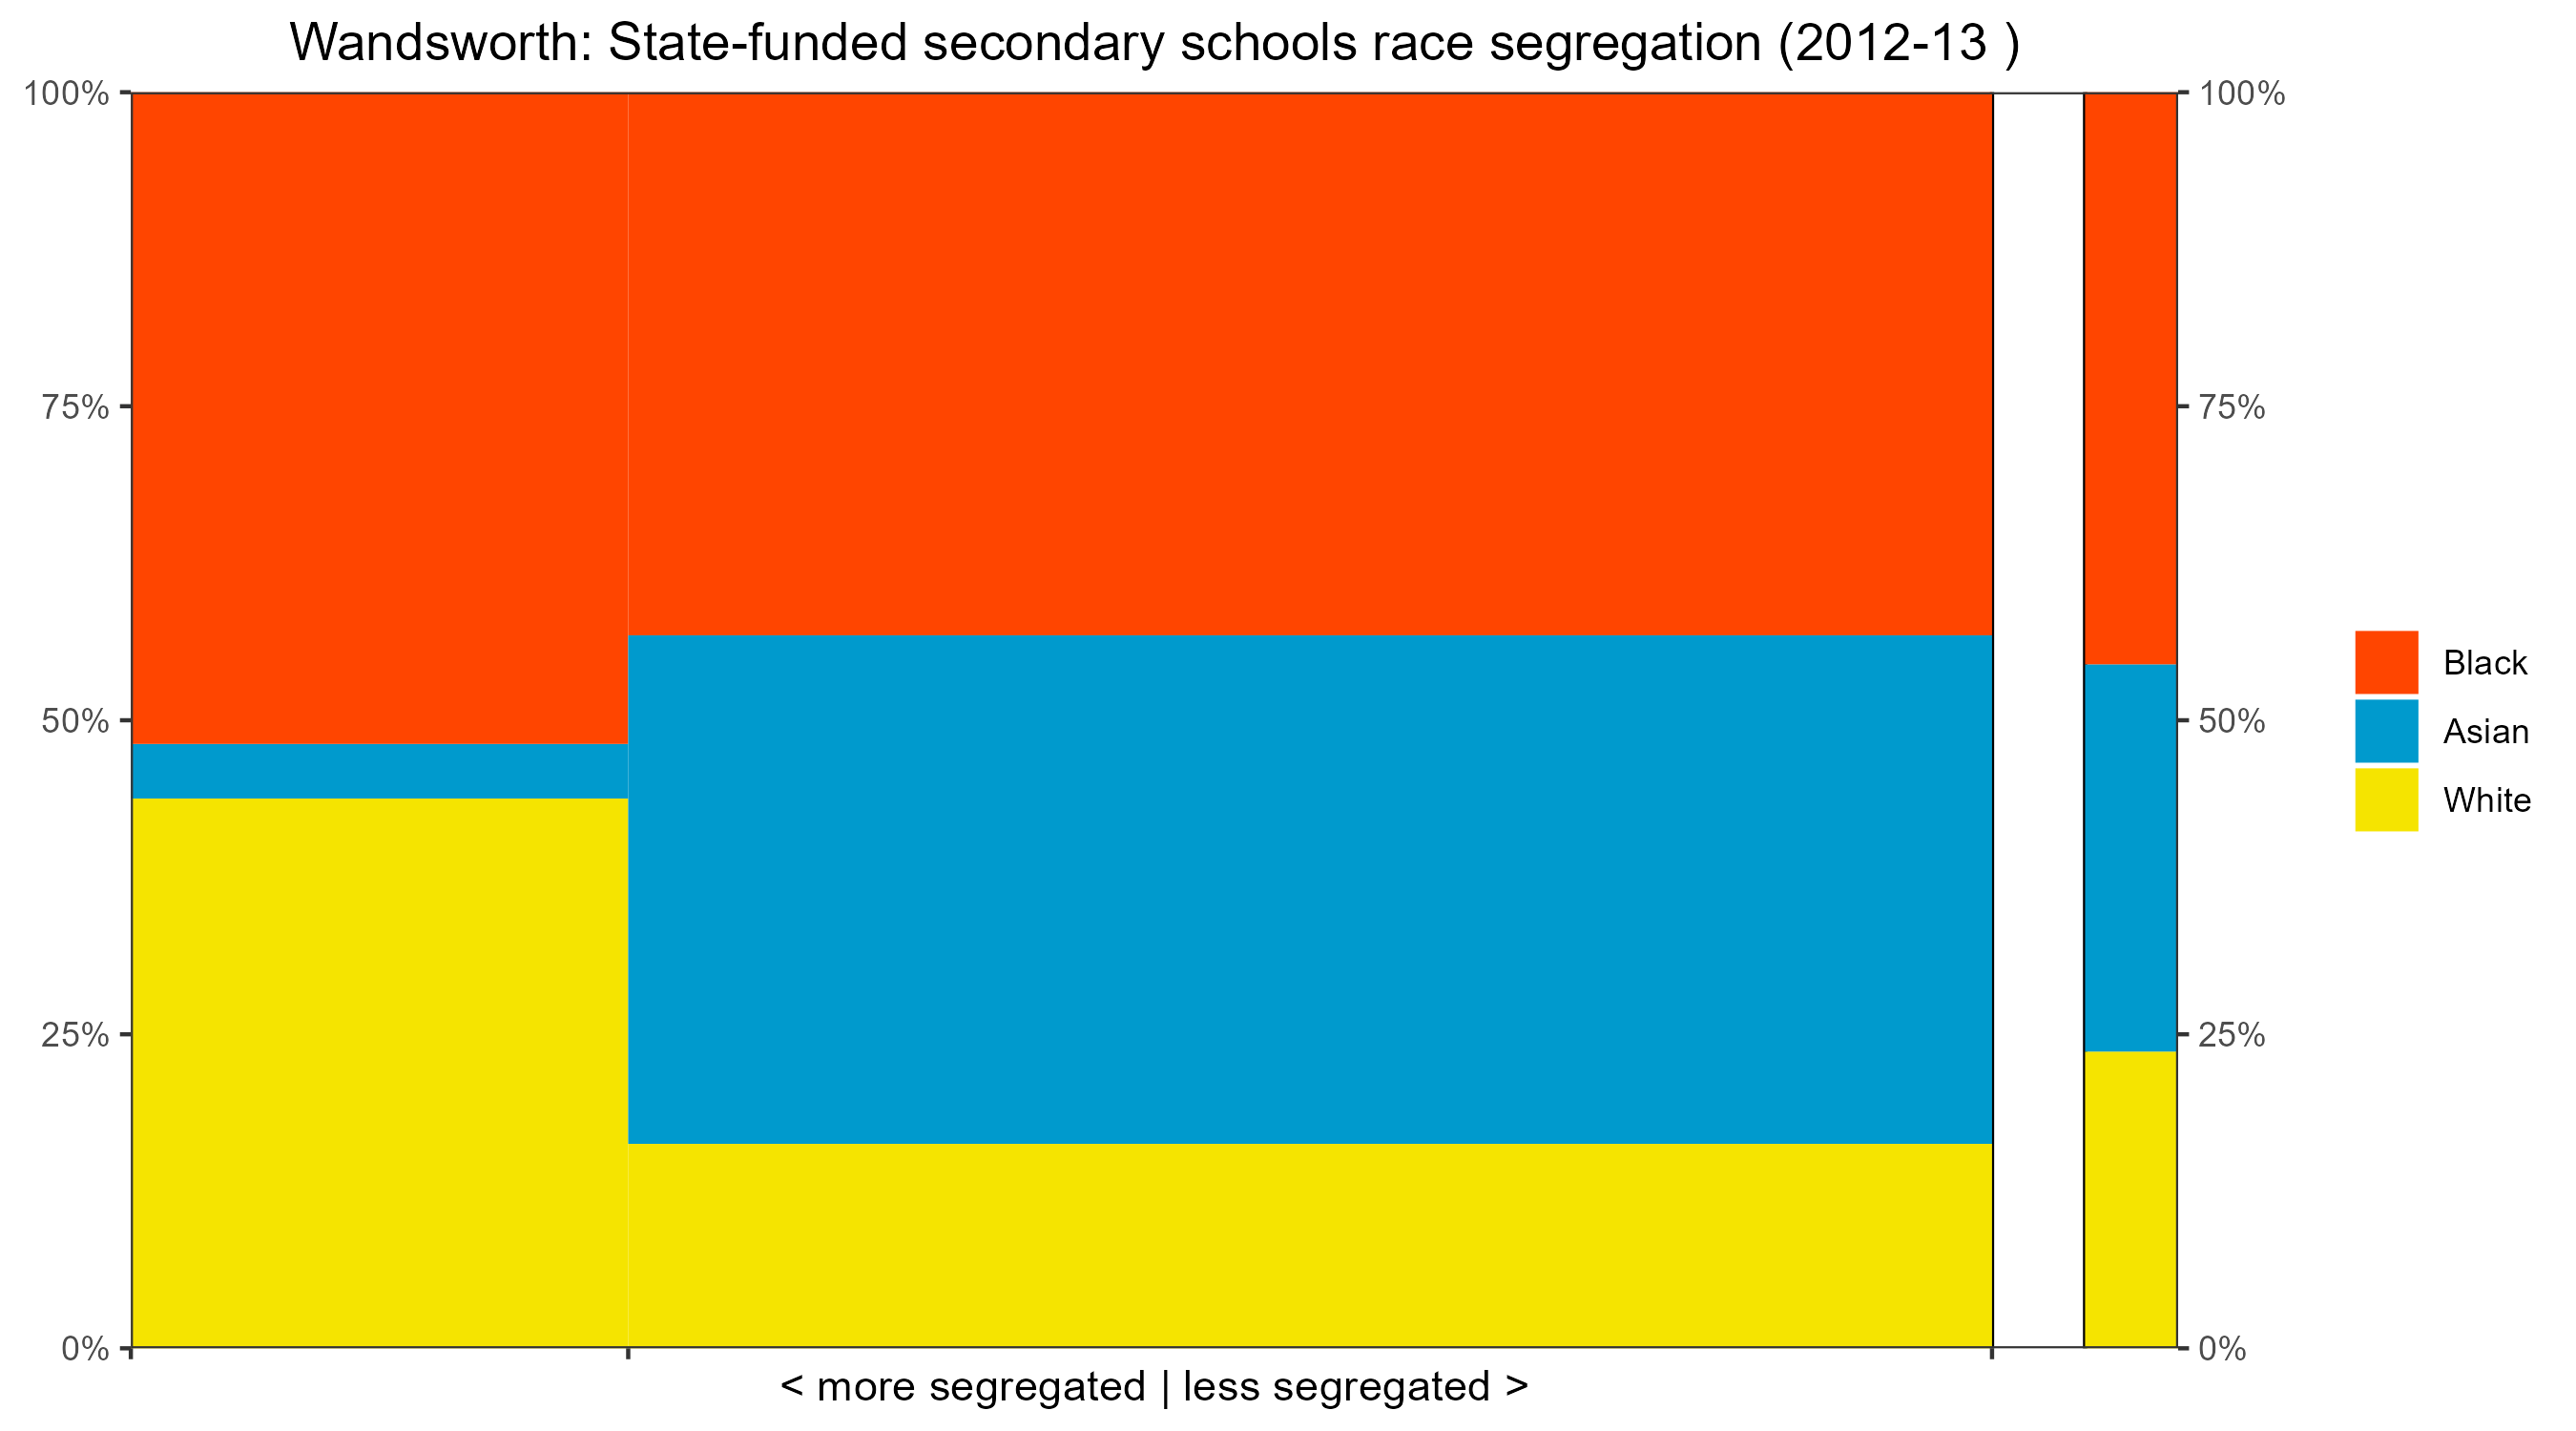 Wandsworth: State-funded secondary schools race segregation (2012-13 )
100%
75%
50%
25%
0%
100%
75%
50%
25%
0%
Black
Asian
White
< more segregated | less segregated >